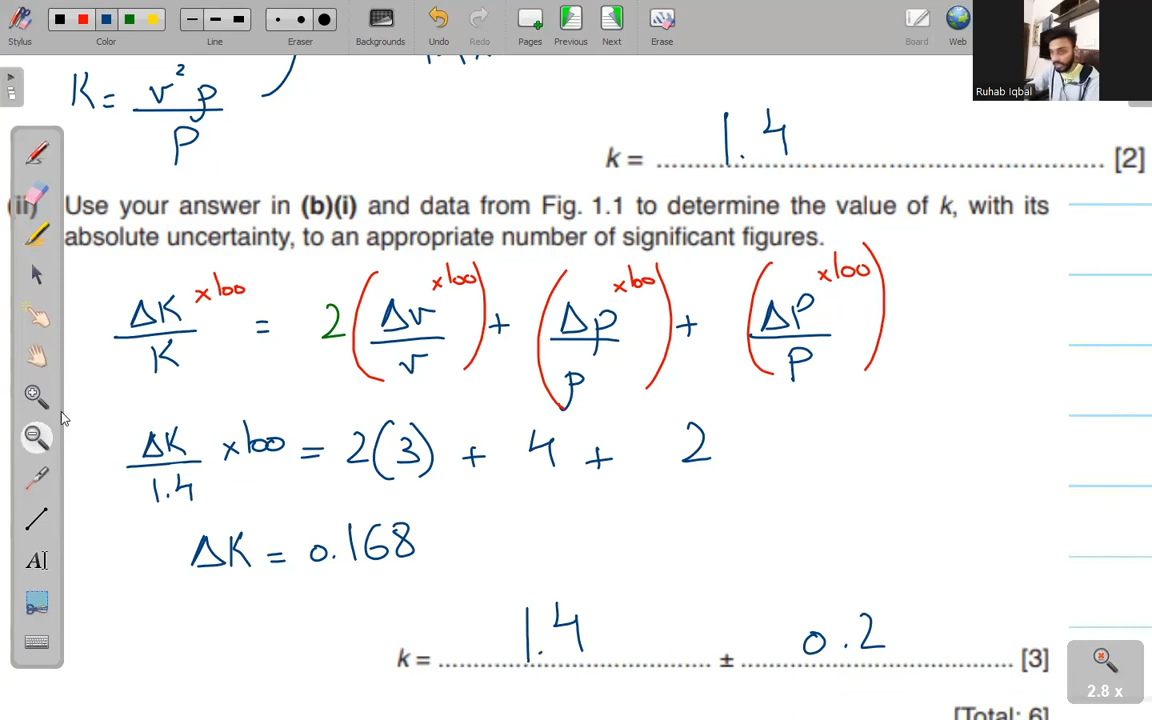 Stylus Color Line Eraser Backgrounds Undo Redo Pages Previous Next Erase Board Web
Ruhab Iqbal
K = v²ρ / P
k = 1.4 [2]
(ii) Use your answer in (b)(i) and data from Fig. 1.1 to determine the value of k, with its
absolute uncertainty, to an appropriate number of significant figures.
ΔK/K ×100 = 2(Δv/v ×100) + (Δρ/ρ ×100) + (ΔP/P ×100)
ΔK/1.4 ×100 = 2(3) + 4 + 2
ΔK = 0.168
k = 1.4 ± 0.2 [3]
[Total: 6]
2.8 x